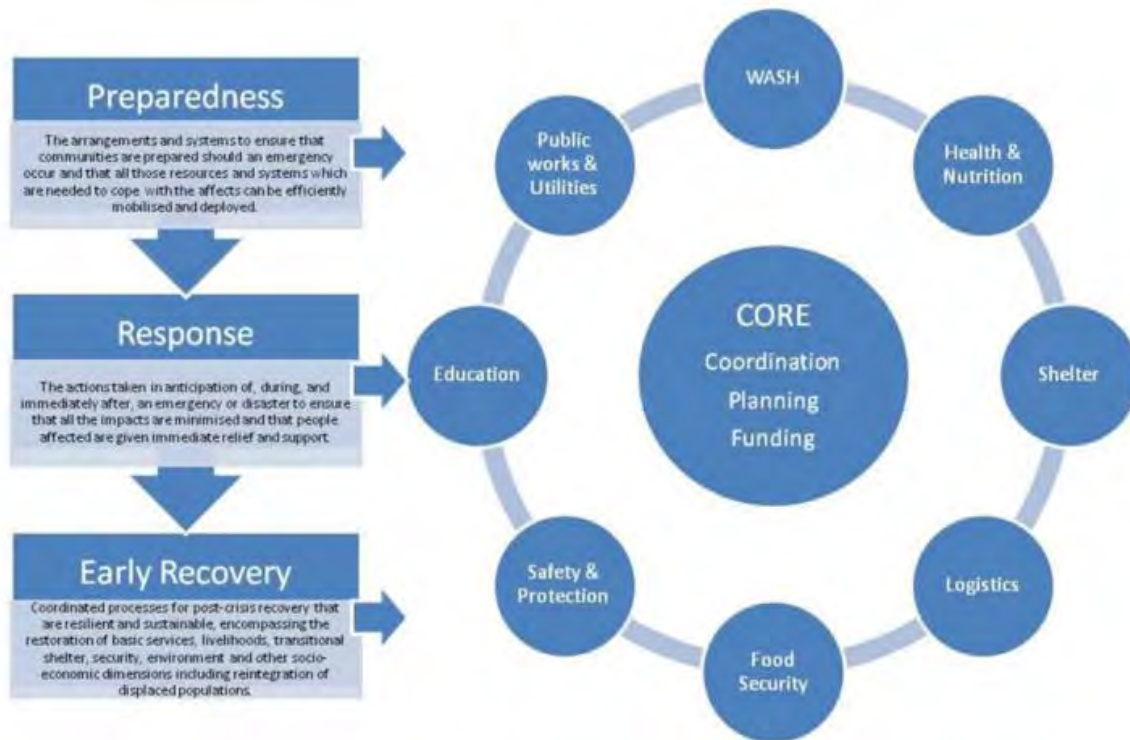 Preparedness
The arrangements and systems to ensure that
communities are prepared should an emergency
occur and that all those resources and systems which
are needed to cope with the affects can be efficiently
mobilised and deployed.
Response
The actions taken in anticipation of, during, and
immediately after, an emergency or disaster to ensure
that all the impacts are minimised and that people
affected are given immediate relief and support
Early Recovery
Coordinated processes for post-crisis recovery that
are resilient and sustainable, encompassing the
restoration of basic services, livelihoods, transitional
shelter, security, environment and other socio-
economic dimensions including reintegration of
displaced populations.
WASH
Health &
Nutrition
Shelter
Logistics
Food
Security
Safety &
Protection
Education
Public
works &
Utilities
CORE
Coordination
Planning
Funding